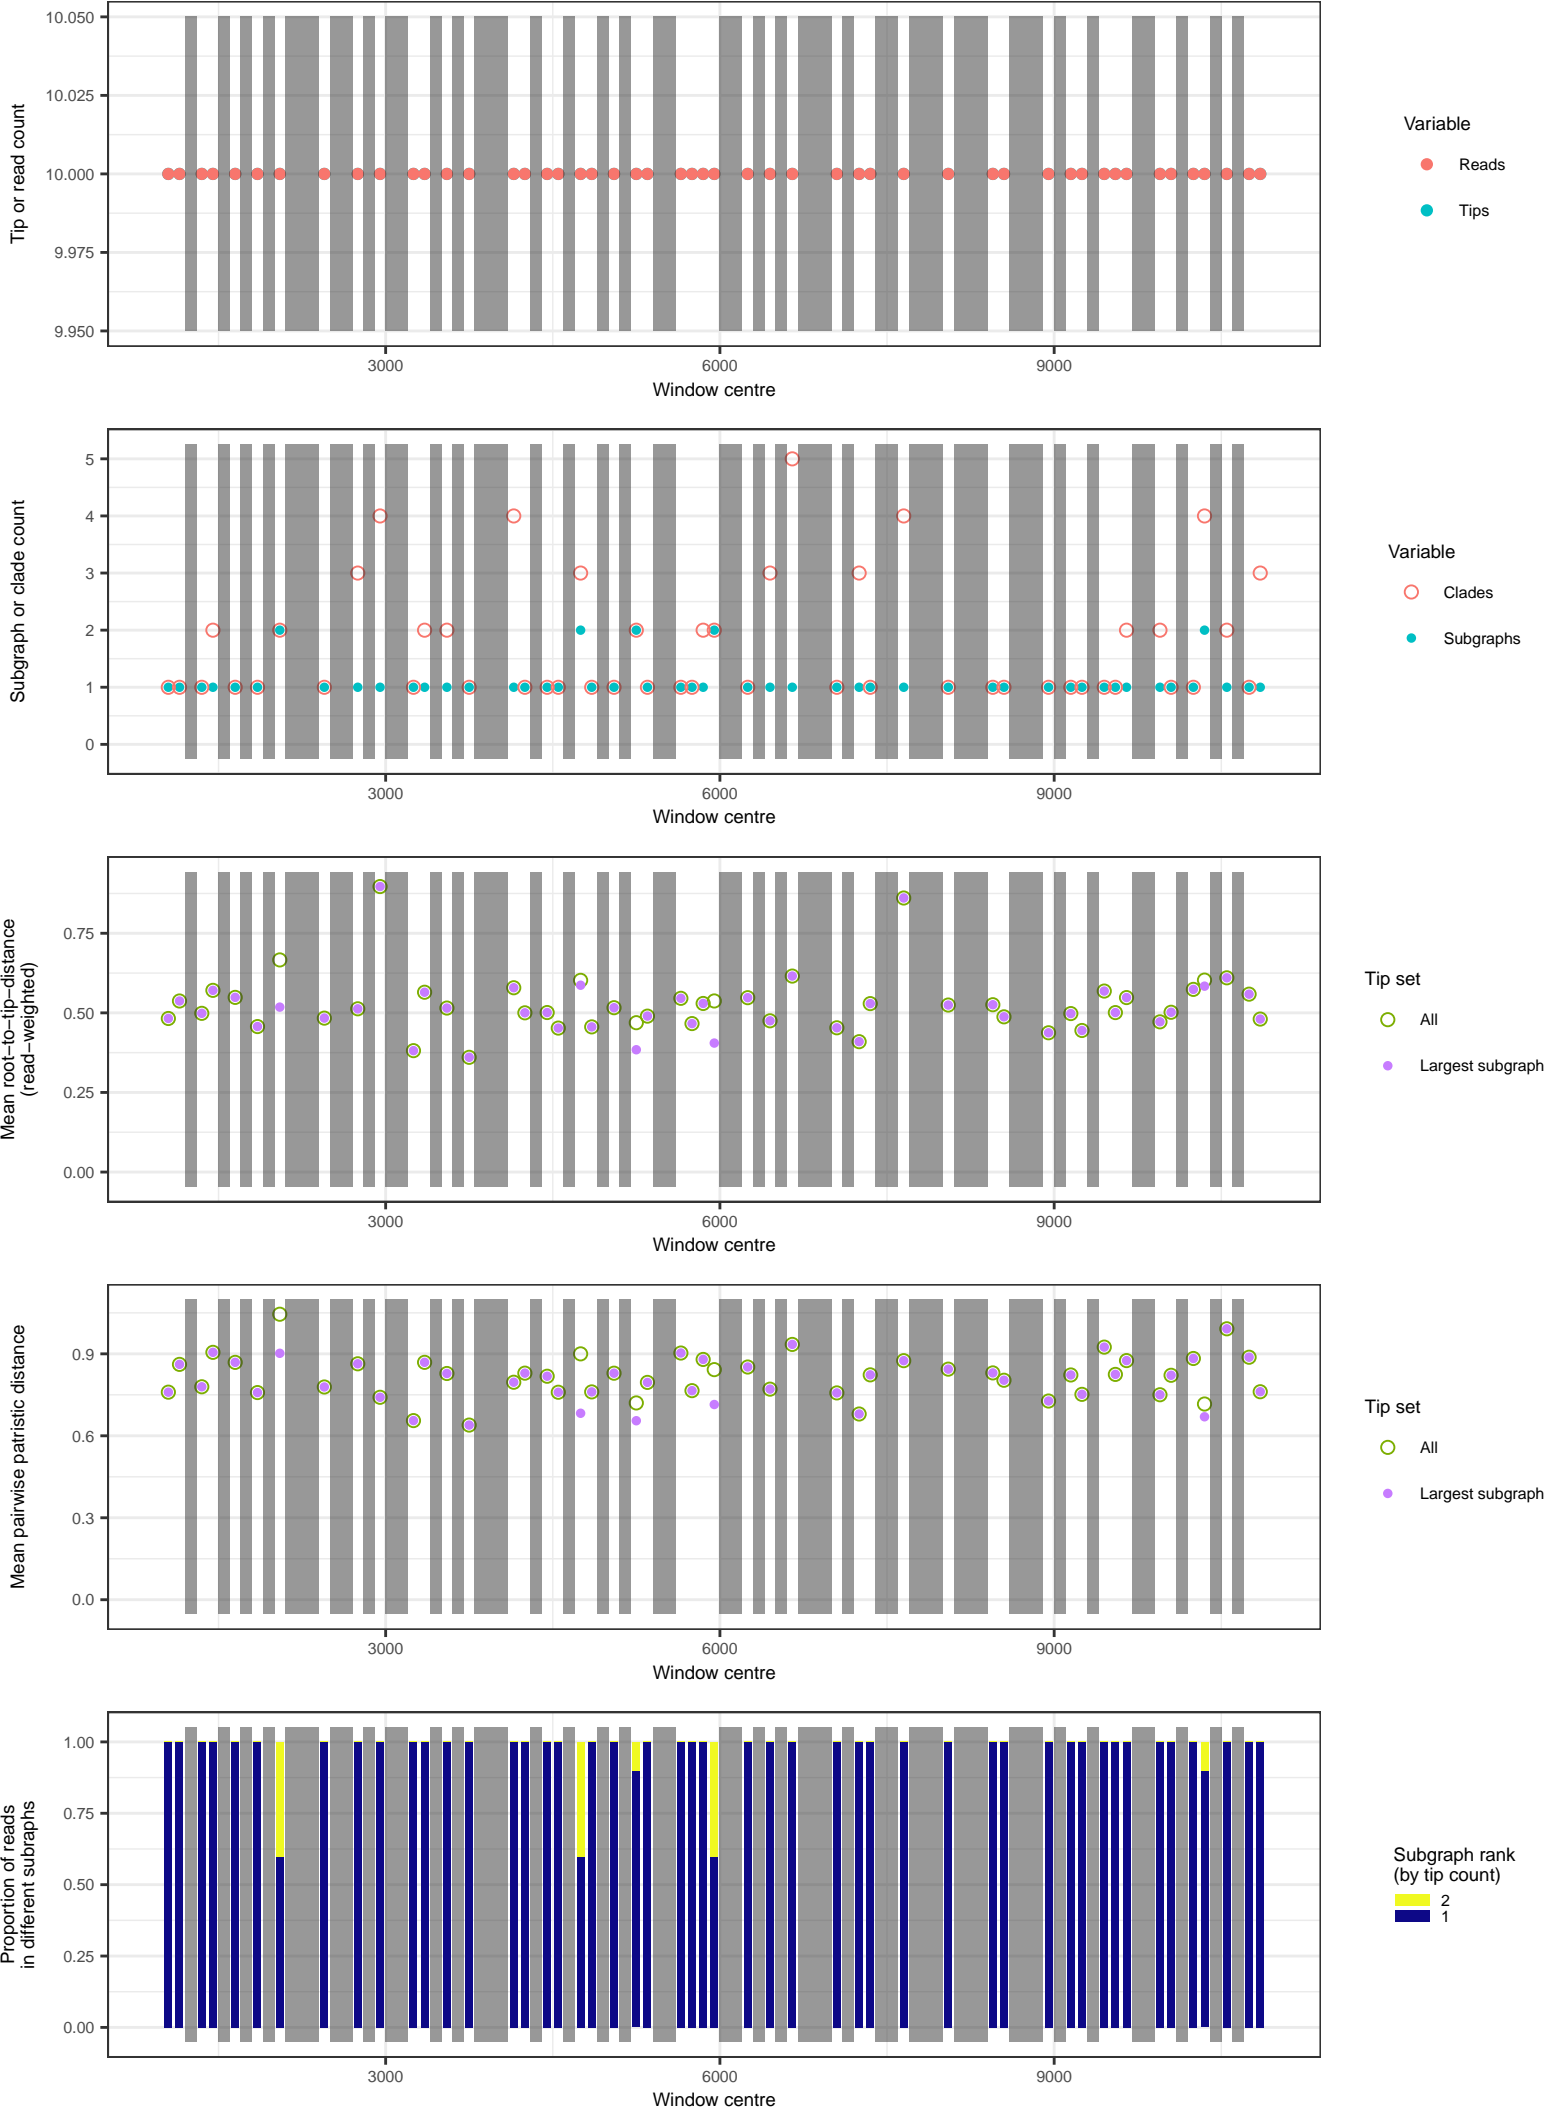 Tip or read count
10.050
10.025
10.000
9.975
9.950
3000 6000 9000
Window centre
Variable
Reads
Tips
Subgraph or clade count
5
4
3
2
1
0
3000 6000 9000
Window centre
Variable
Clades
Subgraphs
Mean root−to−tip−distance
(read−weighted)
0.75
0.50
0.25
0.00
3000 6000 9000
Window centre
Tip set
All
Largest subgraph
Mean pairwise patristic distance
0.9
0.6
0.3
0.0
3000 6000 9000
Window centre
Tip set
All
Largest subgraph
Proportion of reads
in different subraphs
1.00
0.75
0.50
0.25
0.00
3000 6000 9000
Window centre
Subgraph rank
(by tip count)
2
1